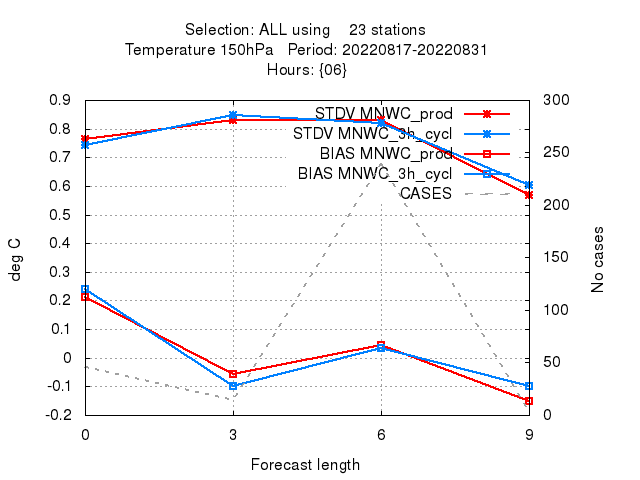 Selection: ALL using 23 stations
Temperature 150hPa Period: 20220817-20220831
Hours: {06}
0.9
0.8
0.7
0.6
0.5
0.4
0.3
0.2
0.1
0
-0.1
-0.2
300
250
200
150
100
50
0
STDV MNWC_prod
STDV MNWC_3h_cycl
BIAS MNWC_prod
BIAS MNWC_3h_cycl
CASES
deg C
No cases
0 3 6 9
Forecast length